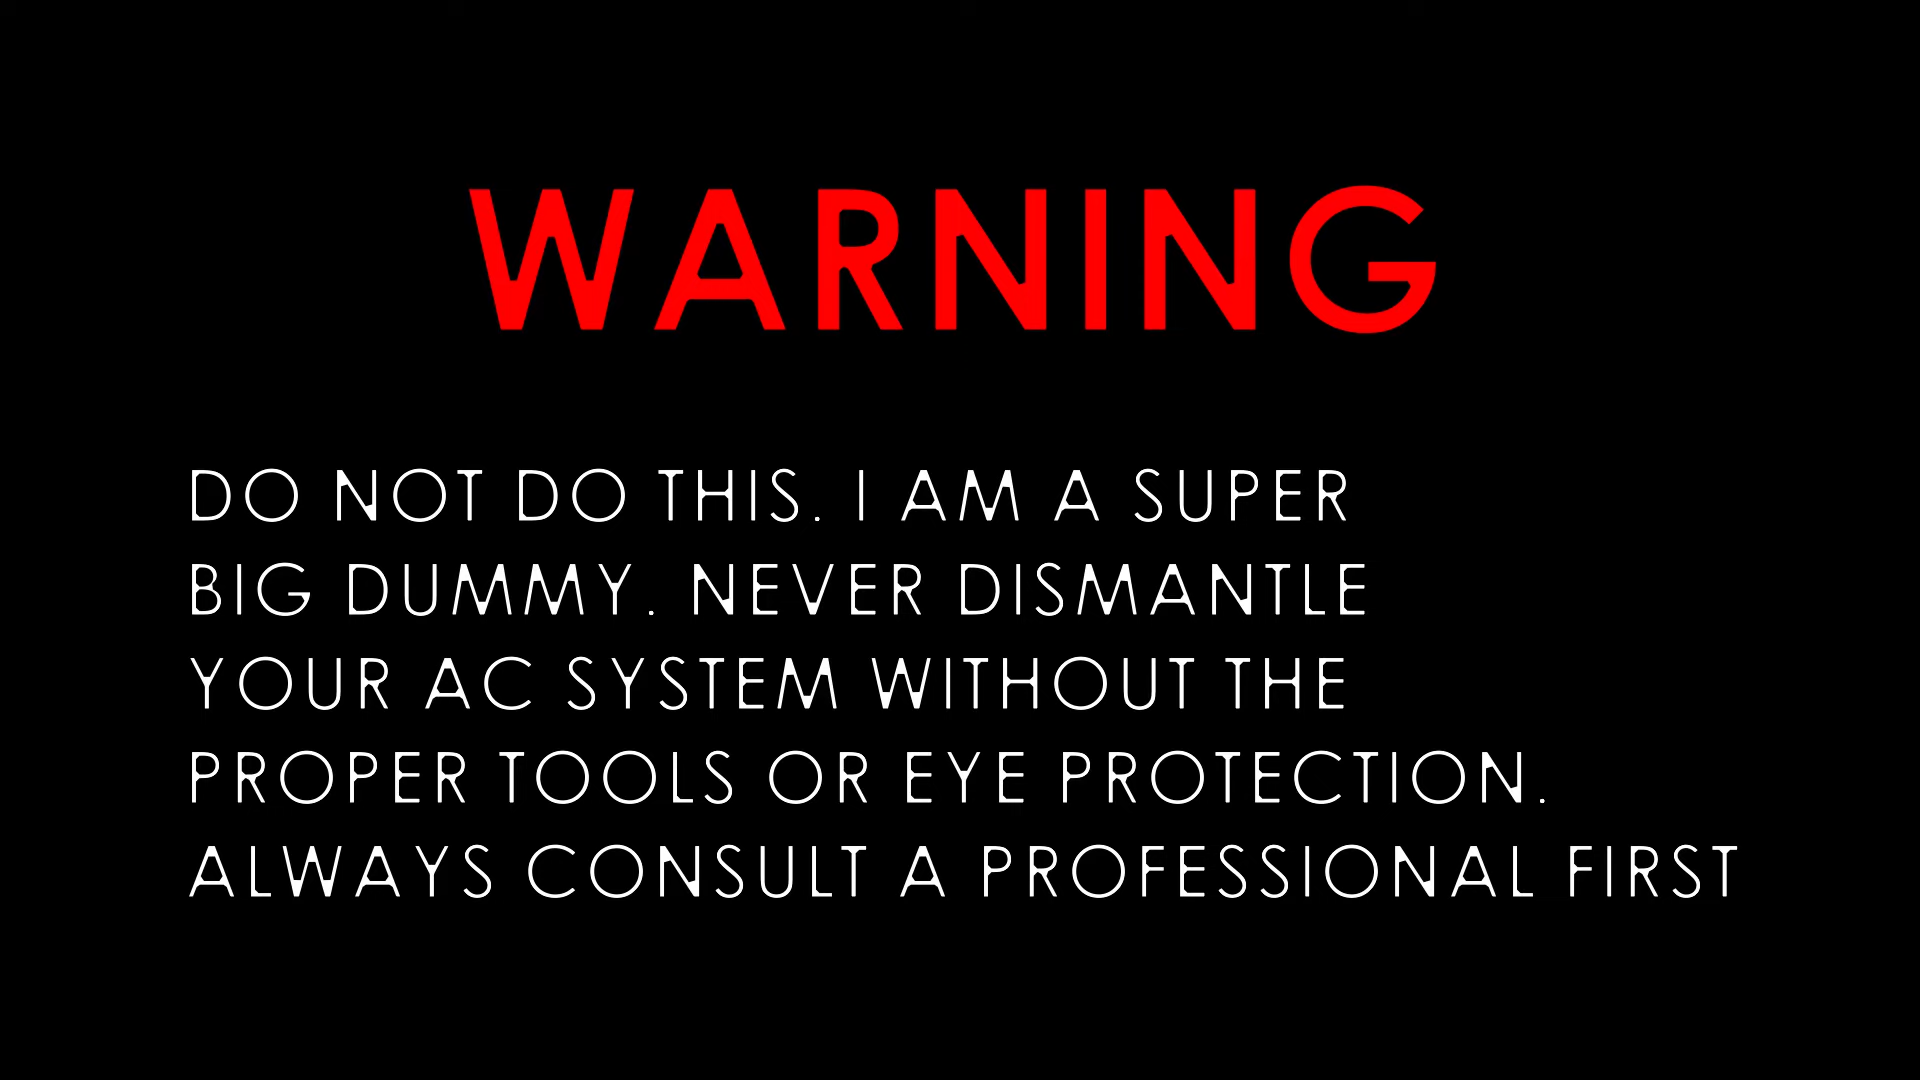 WARNING
DO NOT DO THIS. I AM A SUPER
BIG DUMMY. NEVER DISMANTLE
YOUR AC SYSTEM WITHOUT THE
PROPER TOOLS OR EYE PROTECTION.
ALWAYS CONSULT A PROFESSIONAL FIRST